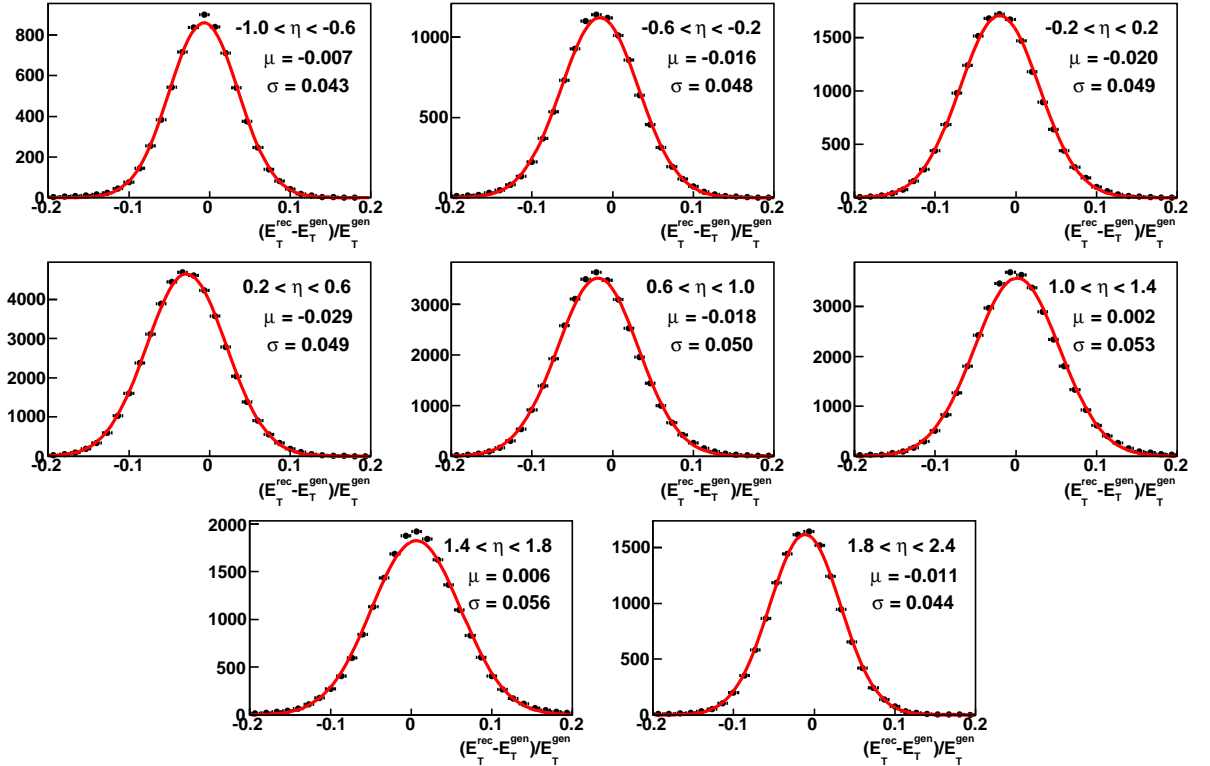 -1.0 < η < -0.6
μ = -0.007
σ = 0.043
800
600
400
200
0
-0.2 -0.1 0 0.1 0.2
(E_T^rec-E_T^gen)/E_T^gen
-0.6 < η < -0.2
μ = -0.016
σ = 0.048
1000
500
0
-0.2 -0.1 0 0.1 0.2
(E_T^rec-E_T^gen)/E_T^gen
-0.2 < η < 0.2
μ = -0.020
σ = 0.049
1500
1000
500
0
-0.2 -0.1 0 0.1 0.2
(E_T^rec-E_T^gen)/E_T^gen
0.2 < η < 0.6
μ = -0.029
σ = 0.049
4000
3000
2000
1000
0
-0.2 -0.1 0 0.1 0.2
(E_T^rec-E_T^gen)/E_T^gen
0.6 < η < 1.0
μ = -0.018
σ = 0.050
3000
2000
1000
0
-0.2 -0.1 0 0.1 0.2
(E_T^rec-E_T^gen)/E_T^gen
1.0 < η < 1.4
μ = 0.002
σ = 0.053
3000
2000
1000
0
-0.2 -0.1 0 0.1 0.2
(E_T^rec-E_T^gen)/E_T^gen
1.4 < η < 1.8
μ = 0.006
σ = 0.056
2000
1500
1000
500
0
-0.2 -0.1 0 0.1 0.2
(E_T^rec-E_T^gen)/E_T^gen
1.8 < η < 2.4
μ = -0.011
σ = 0.044
1500
1000
500
0
-0.2 -0.1 0 0.1 0.2
(E_T^rec-E_T^gen)/E_T^gen